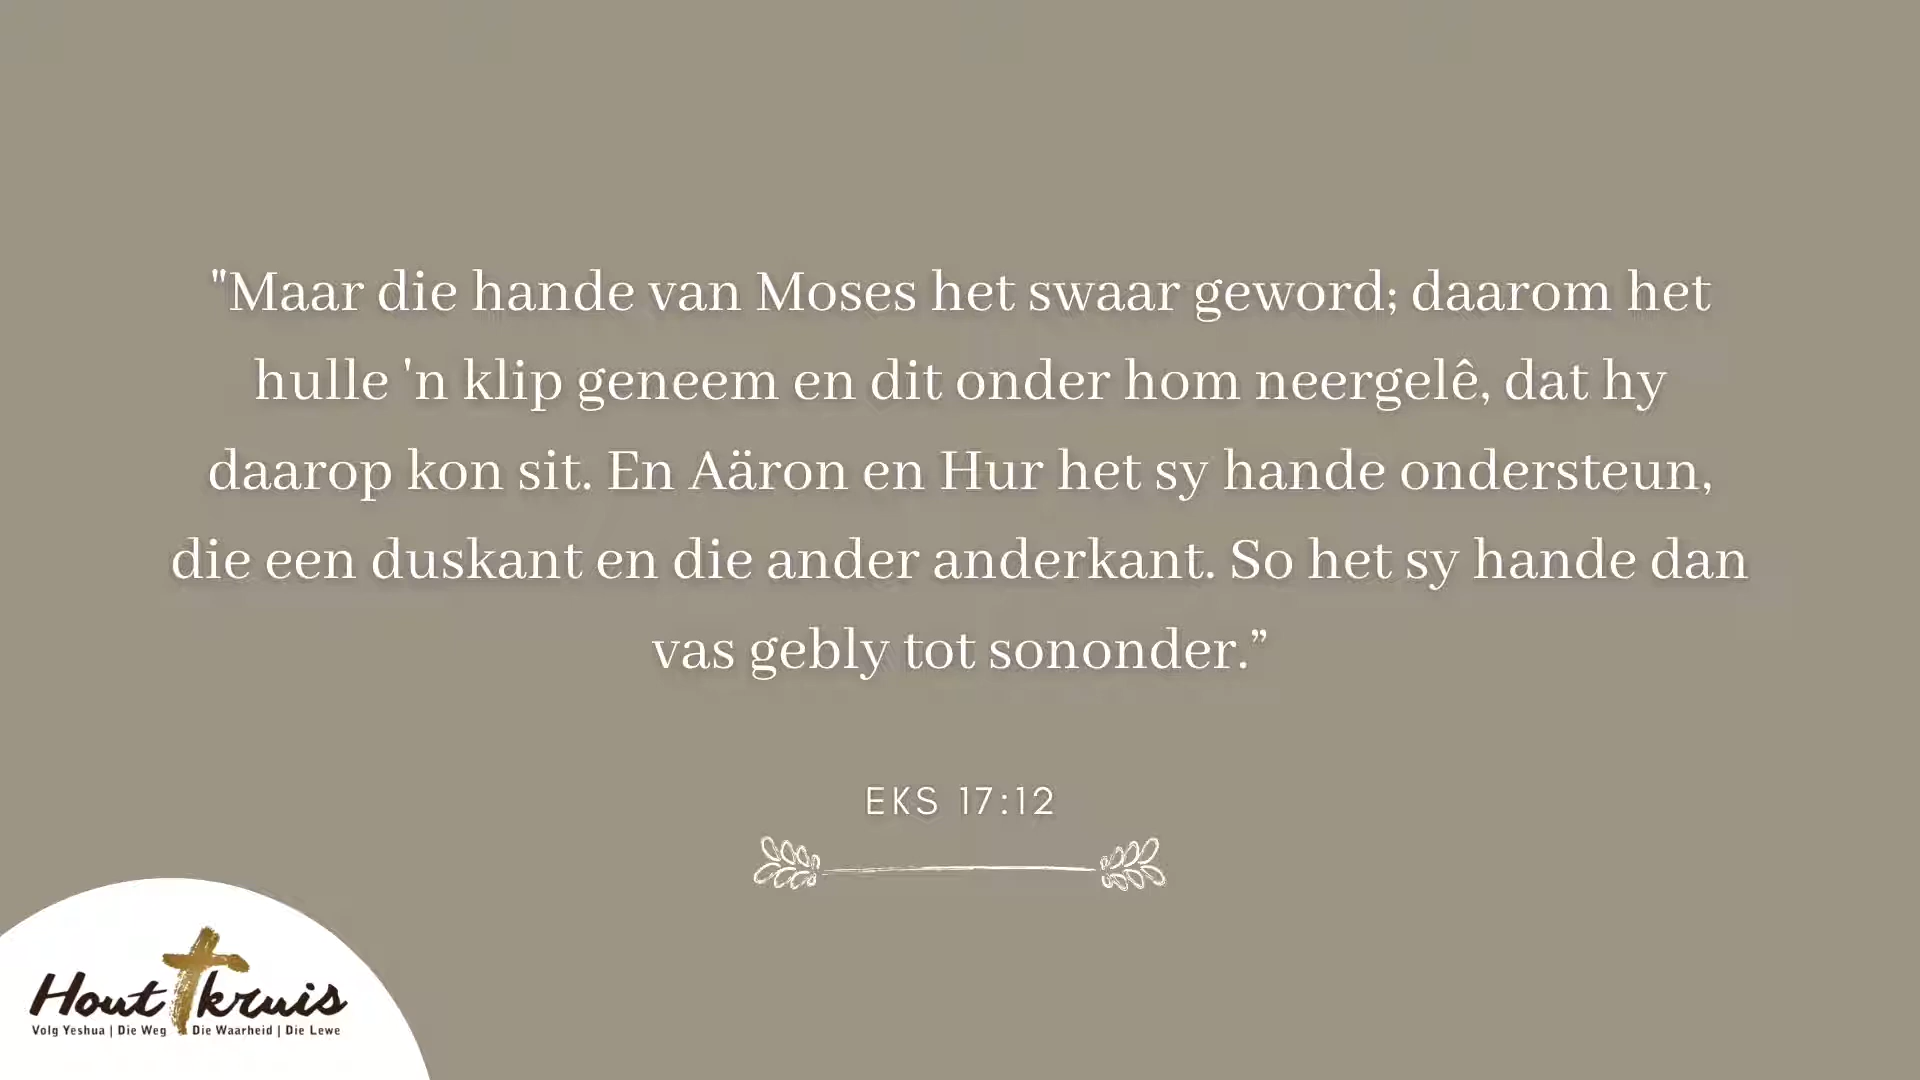 "Maar die hande van Moses het swaar geword; daarom het
hulle 'n klip geneem en dit onder hom neergelê, dat hy
daarop kon sit. En Aäron en Hur het sy hande ondersteun,
die een duskant en die ander anderkant. So het sy hande dan
vas gebly tot sononder.”
EKS 17:12
Hout kruis
Volg Yeshua | Die Weg | Die Waarheid | Die Lewe